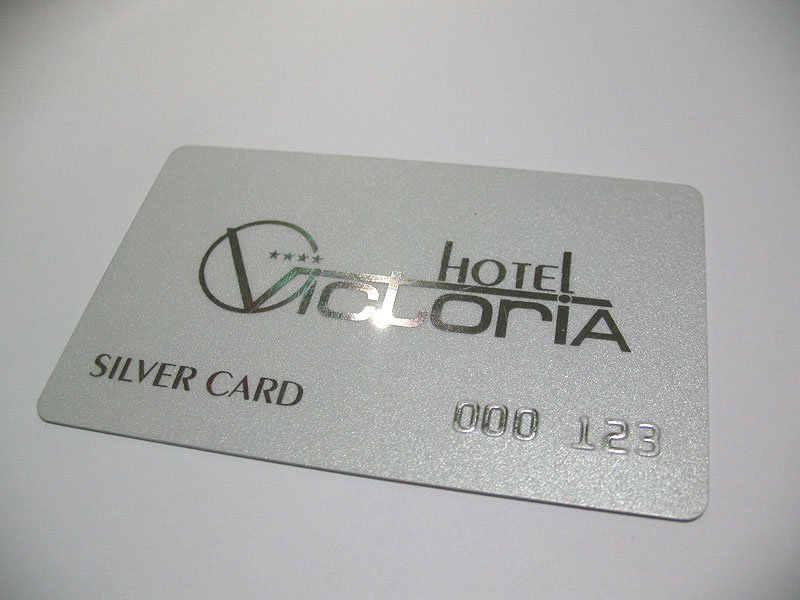 HOTEL
Victoria
SILVER CARD
000 123